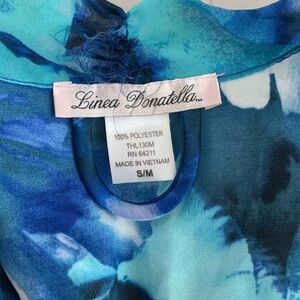 Linea Donatella
100% POLYESTER
THL130M
RN 64211
MADE IN VIETNAM
S/M